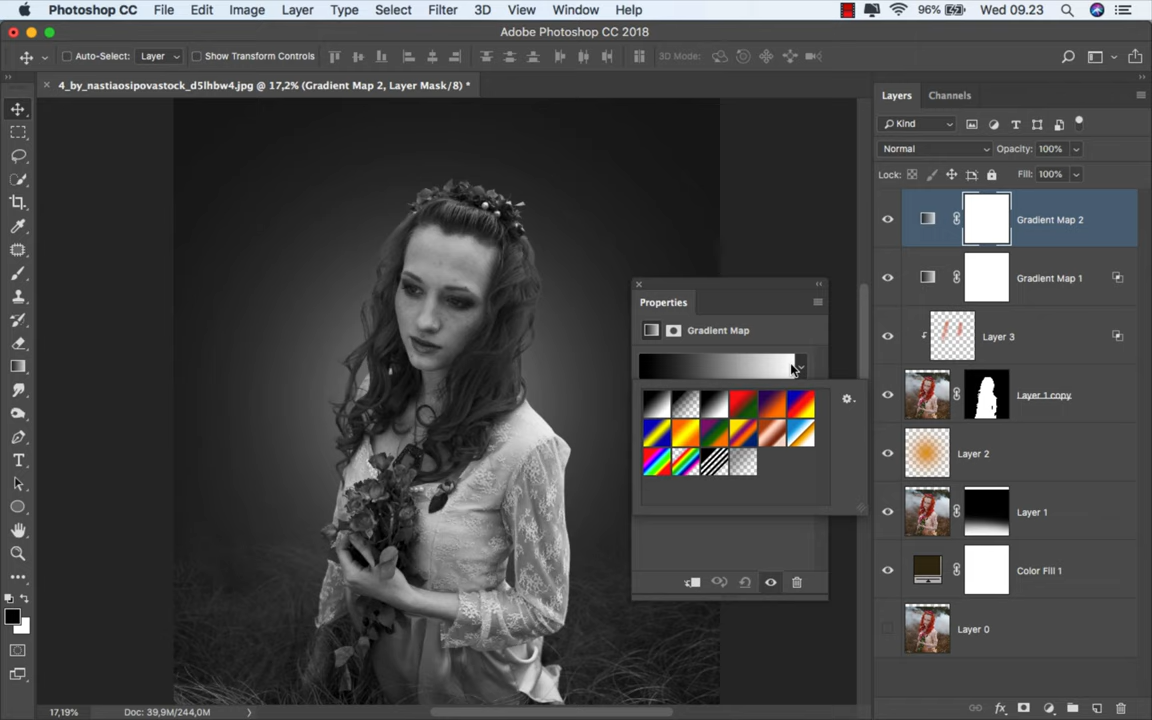 Photoshop CC File Edit Image Layer Type Select Filter 3D View Window Help 96% Wed 09.23
Adobe Photoshop CC 2018
Auto-Select: Layer Show Transform Controls 3D Mode:
4_by_nastiaosipovastock_d5lhbw4.jpg @ 17,2% (Gradient Map 2, Layer Mask/8) *
Layers Channels
Kind
Normal Opacity: 100%
Lock: Fill: 100%
Gradient Map 2
Gradient Map 1
Layer 3
Layer 1 copy
Layer 2
Layer 1
Color Fill 1
Layer 0
Properties
Gradient Map
17,19% Doc: 39,9M/244,0M